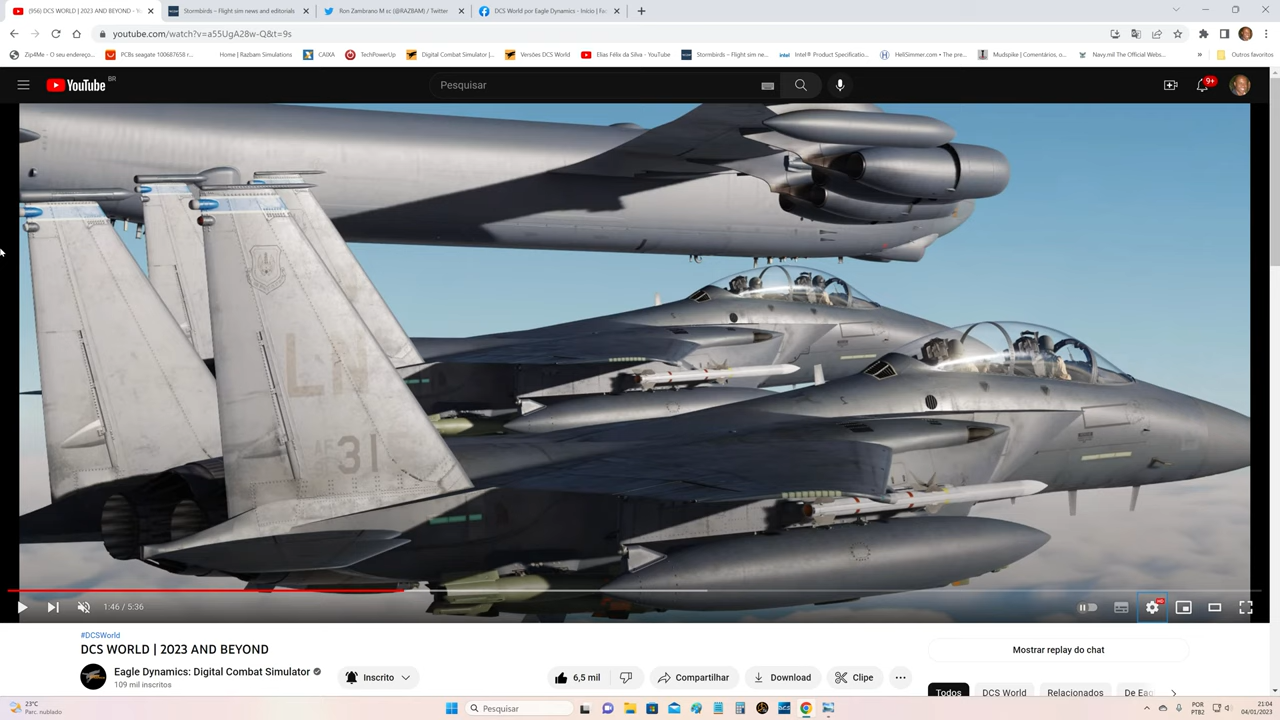 (956) DCS WORLD | 2023 AND BEYOND - Y
Stormbirds – Flight sim news and editorials
Ron Zambrano M sc (@RAZBAM) / Twitter
DCS World por Eagle Dynamics - Início | Fa
youtube.com/watch?v=a55UgA28w-Q&t=9s
Zip4Me - O seu endereço...
PCBs seagate 100687658 r...
Home | Razbam Simulations
CAIXA
TechPowerUp
Digital Combat Simulator |...
Versões DCS World
Elias Félix da Silva - YouTube
Stormbirds – Flight sim ne...
Intel® Product Specificatio...
HeliSimmer.com • The pre...
Mudspike | Comentários, o...
Navy.mil The Official Webs...
»
Outros favoritos
YouTube BR
Pesquisar
9+
LN
AF 31
1:46 / 5:36
HD
#DCSWorld
DCS WORLD | 2023 AND BEYOND
Eagle Dynamics: Digital Combat Simulator
109 mil inscritos
Inscrito
6,5 mil
Compartilhar
Download
Clipe
Mostrar replay do chat
Todos
DCS World
Relacionados
De Eag
23°C
Parc. nublado
Pesquisar
DCS
POR
PTB2
21:04
04/01/2023